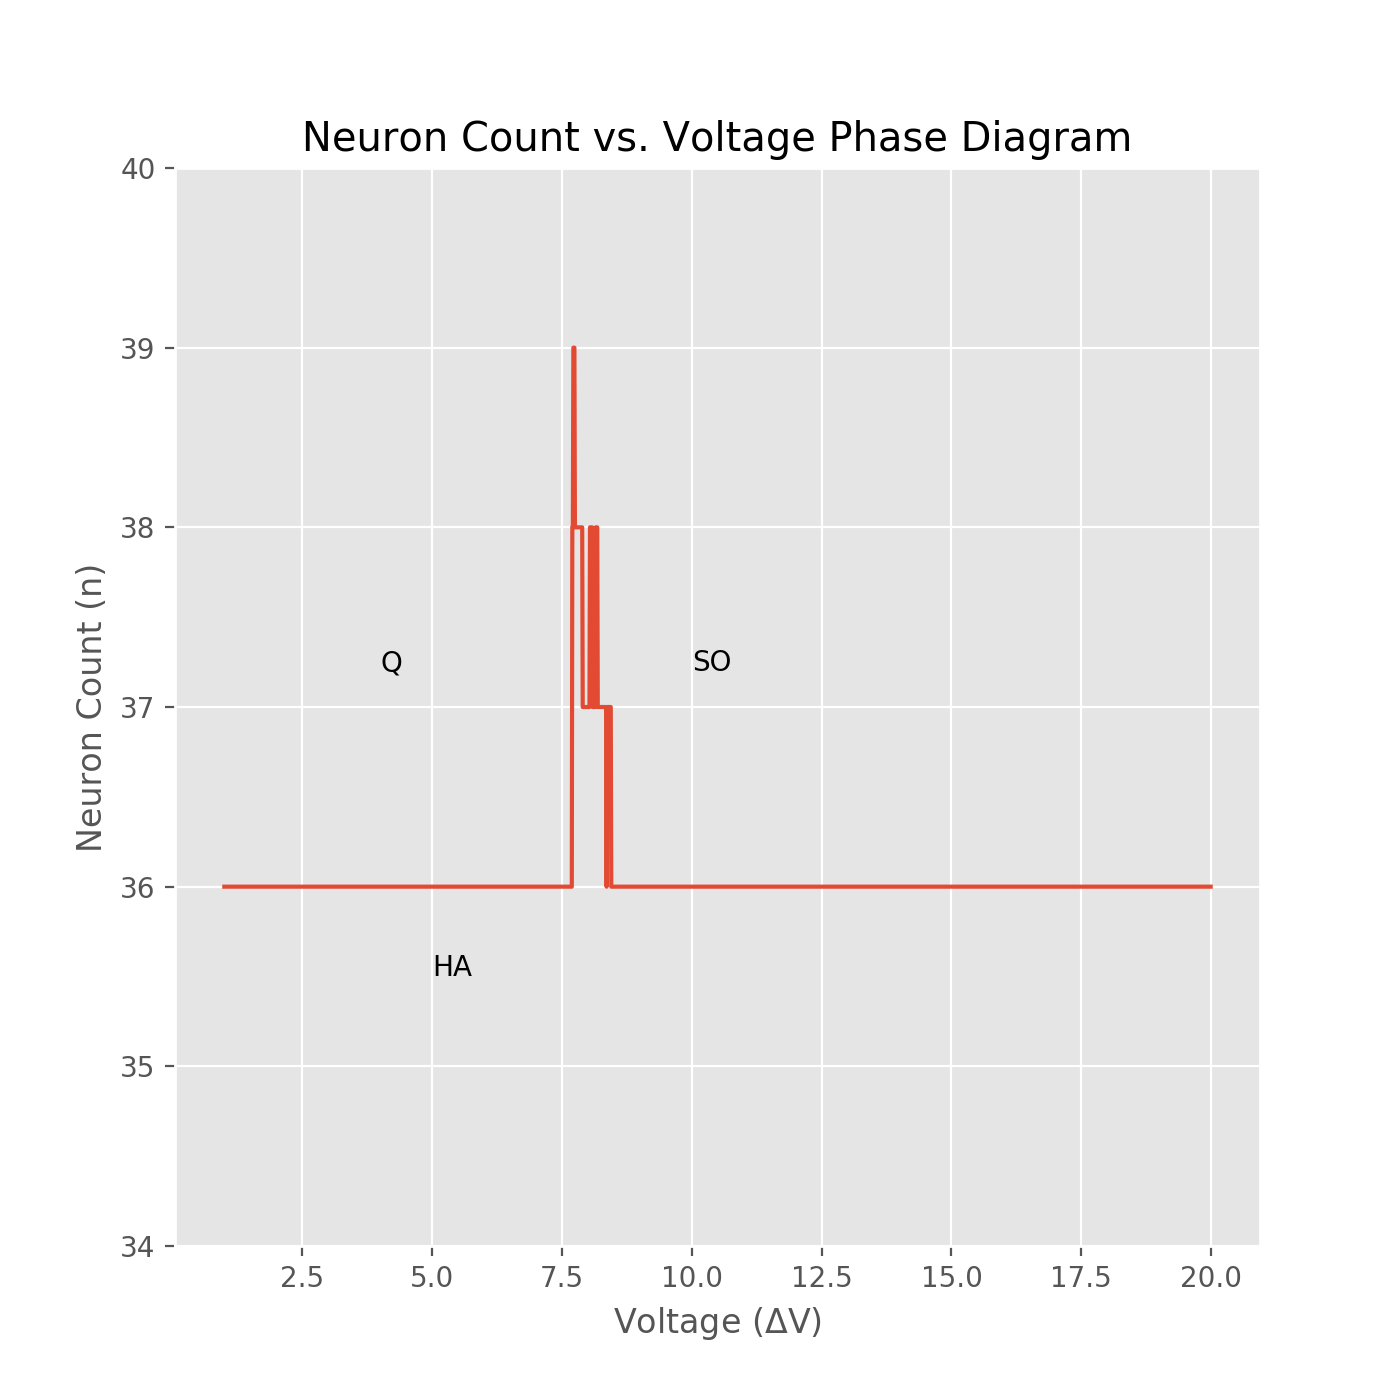 Neuron Count vs. Voltage Phase Diagram
40
39
38
37
36
35
34
Neuron Count (n)
Q
SO
HA
2.5 5.0 7.5 10.0 12.5 15.0 17.5 20.0
Voltage (ΔV)